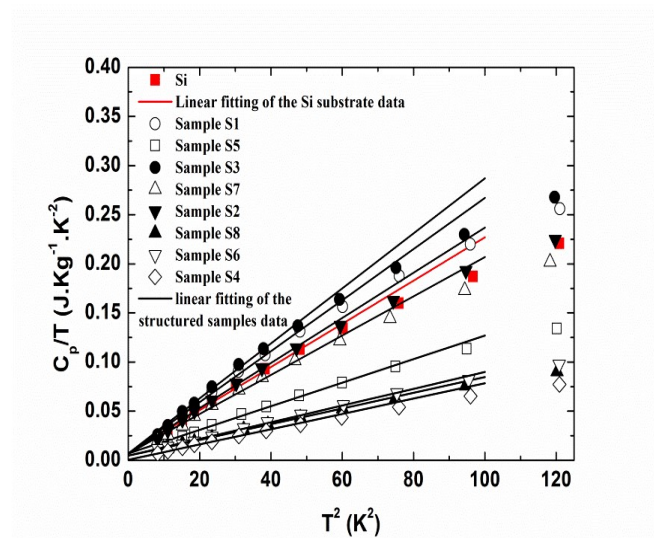 0.40
0.35
0.30
0.25
0.20
0.15
0.10
0.05
0.00
Cp/T (J.Kg⁻¹.K⁻²)
Si
Linear fitting of the Si substrate data
Sample S1
Sample S5
Sample S3
Sample S7
Sample S2
Sample S8
Sample S6
Sample S4
linear fitting of the
structured samples data
0 20 40 60 80 100 120
T² (K²)